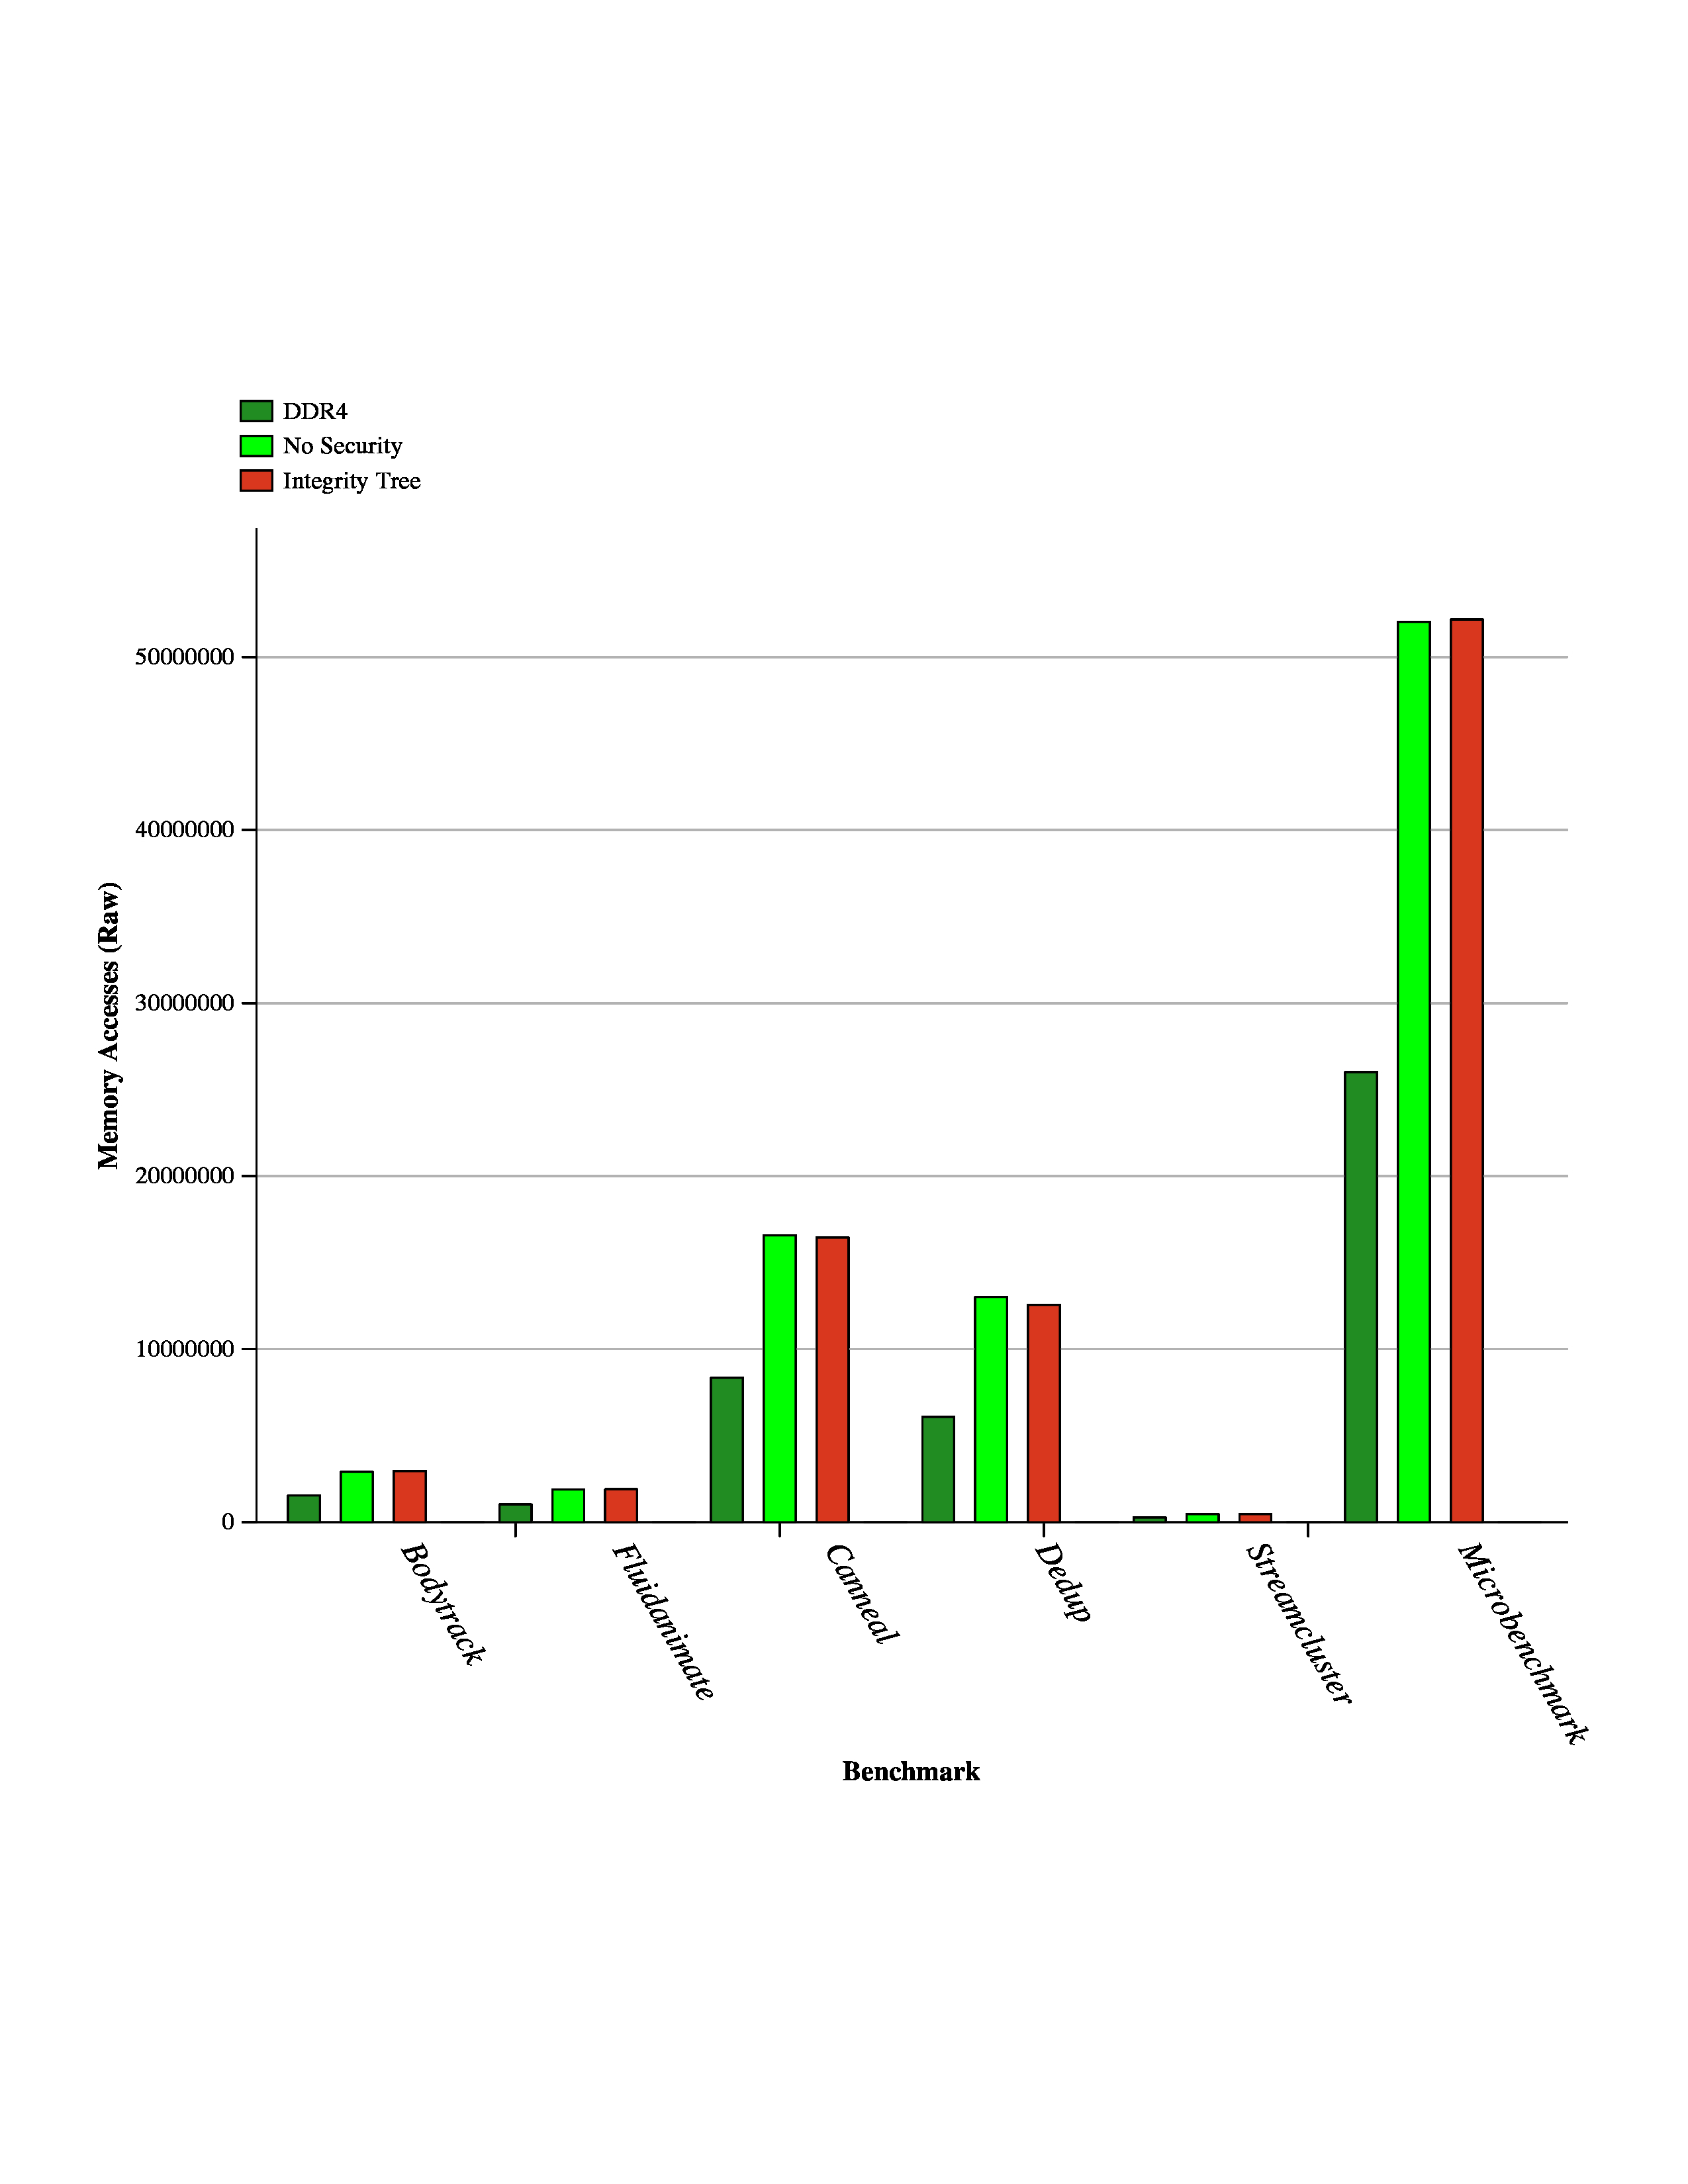 DDR4
No Security
Integrity Tree
50000000
40000000
30000000
20000000
10000000
0
Memory Accesses (Raw)
Bodytrack
Fluidanimate
Canneal
Dedup
Streamcluster
Microbenchmark
Benchmark